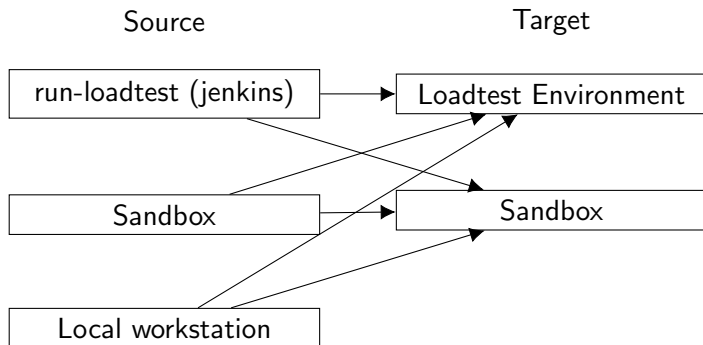 Source
Target
run-loadtest (jenkins)
Loadtest Environment
Sandbox
Sandbox
Local workstation